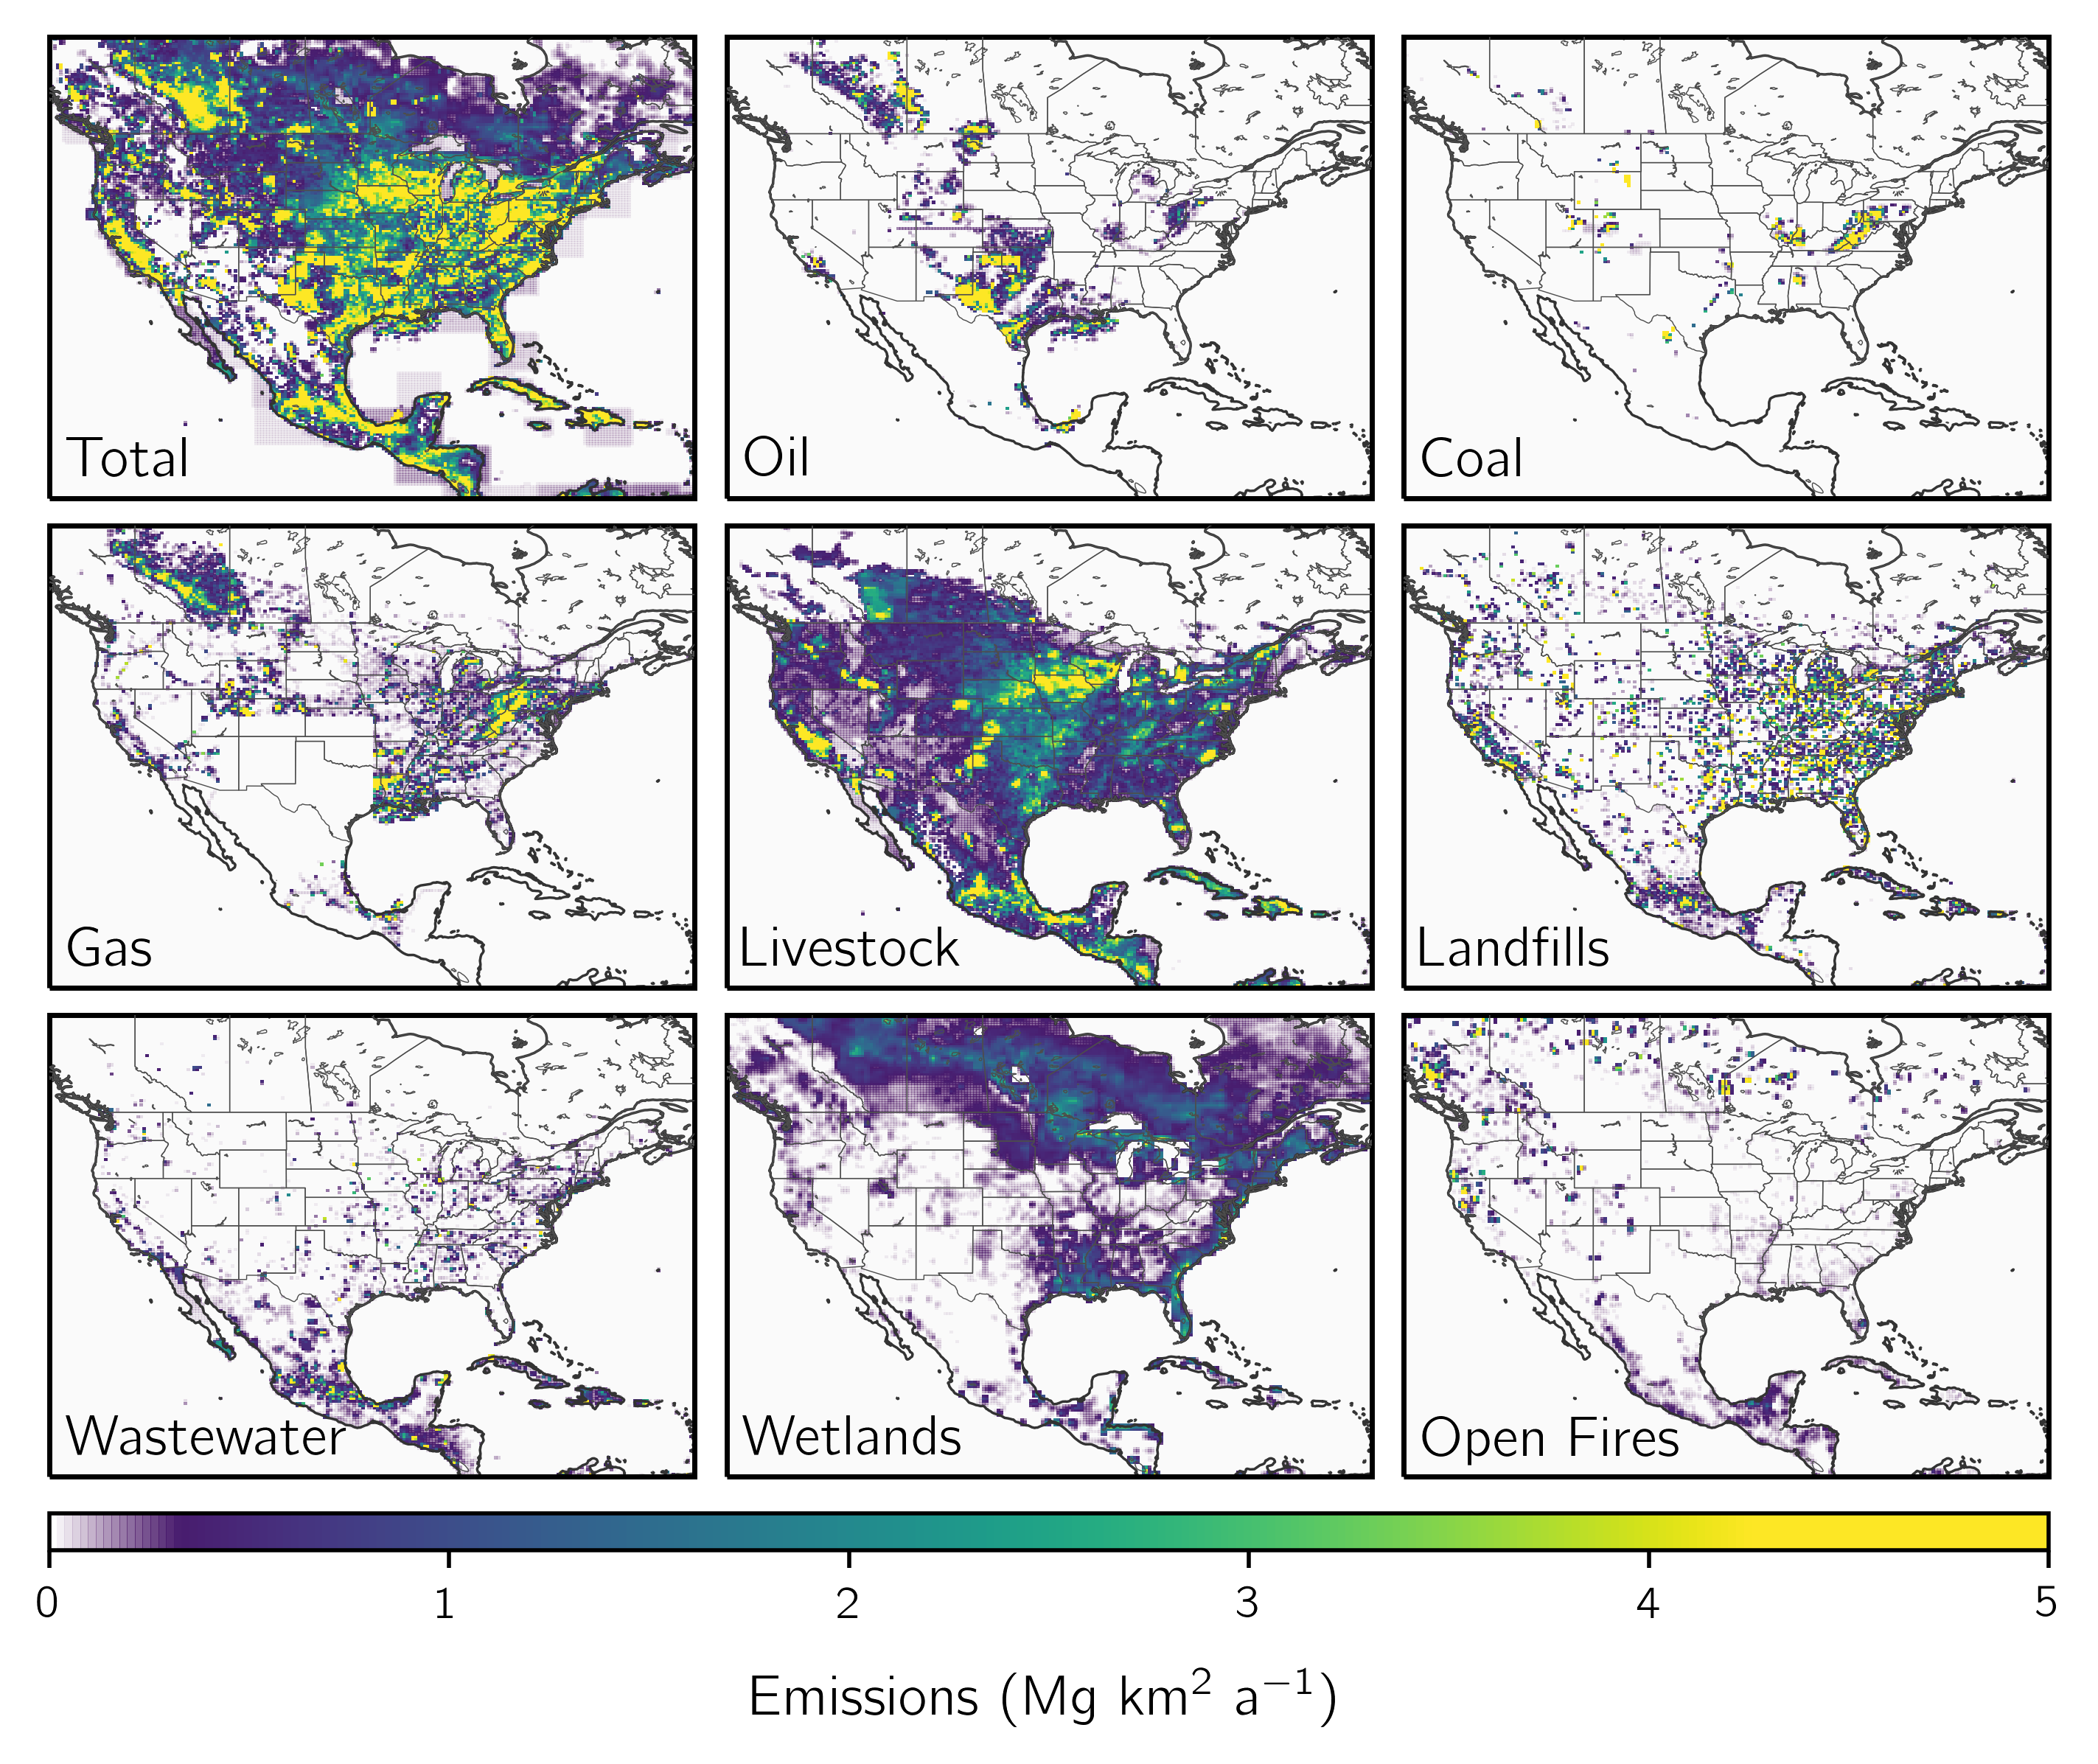 Total
Oil
Coal
Gas
Livestock
Landfills
Wastewater
Wetlands
Open Fires
0 1 2 3 4 5
Emissions (Mg km² a⁻¹)